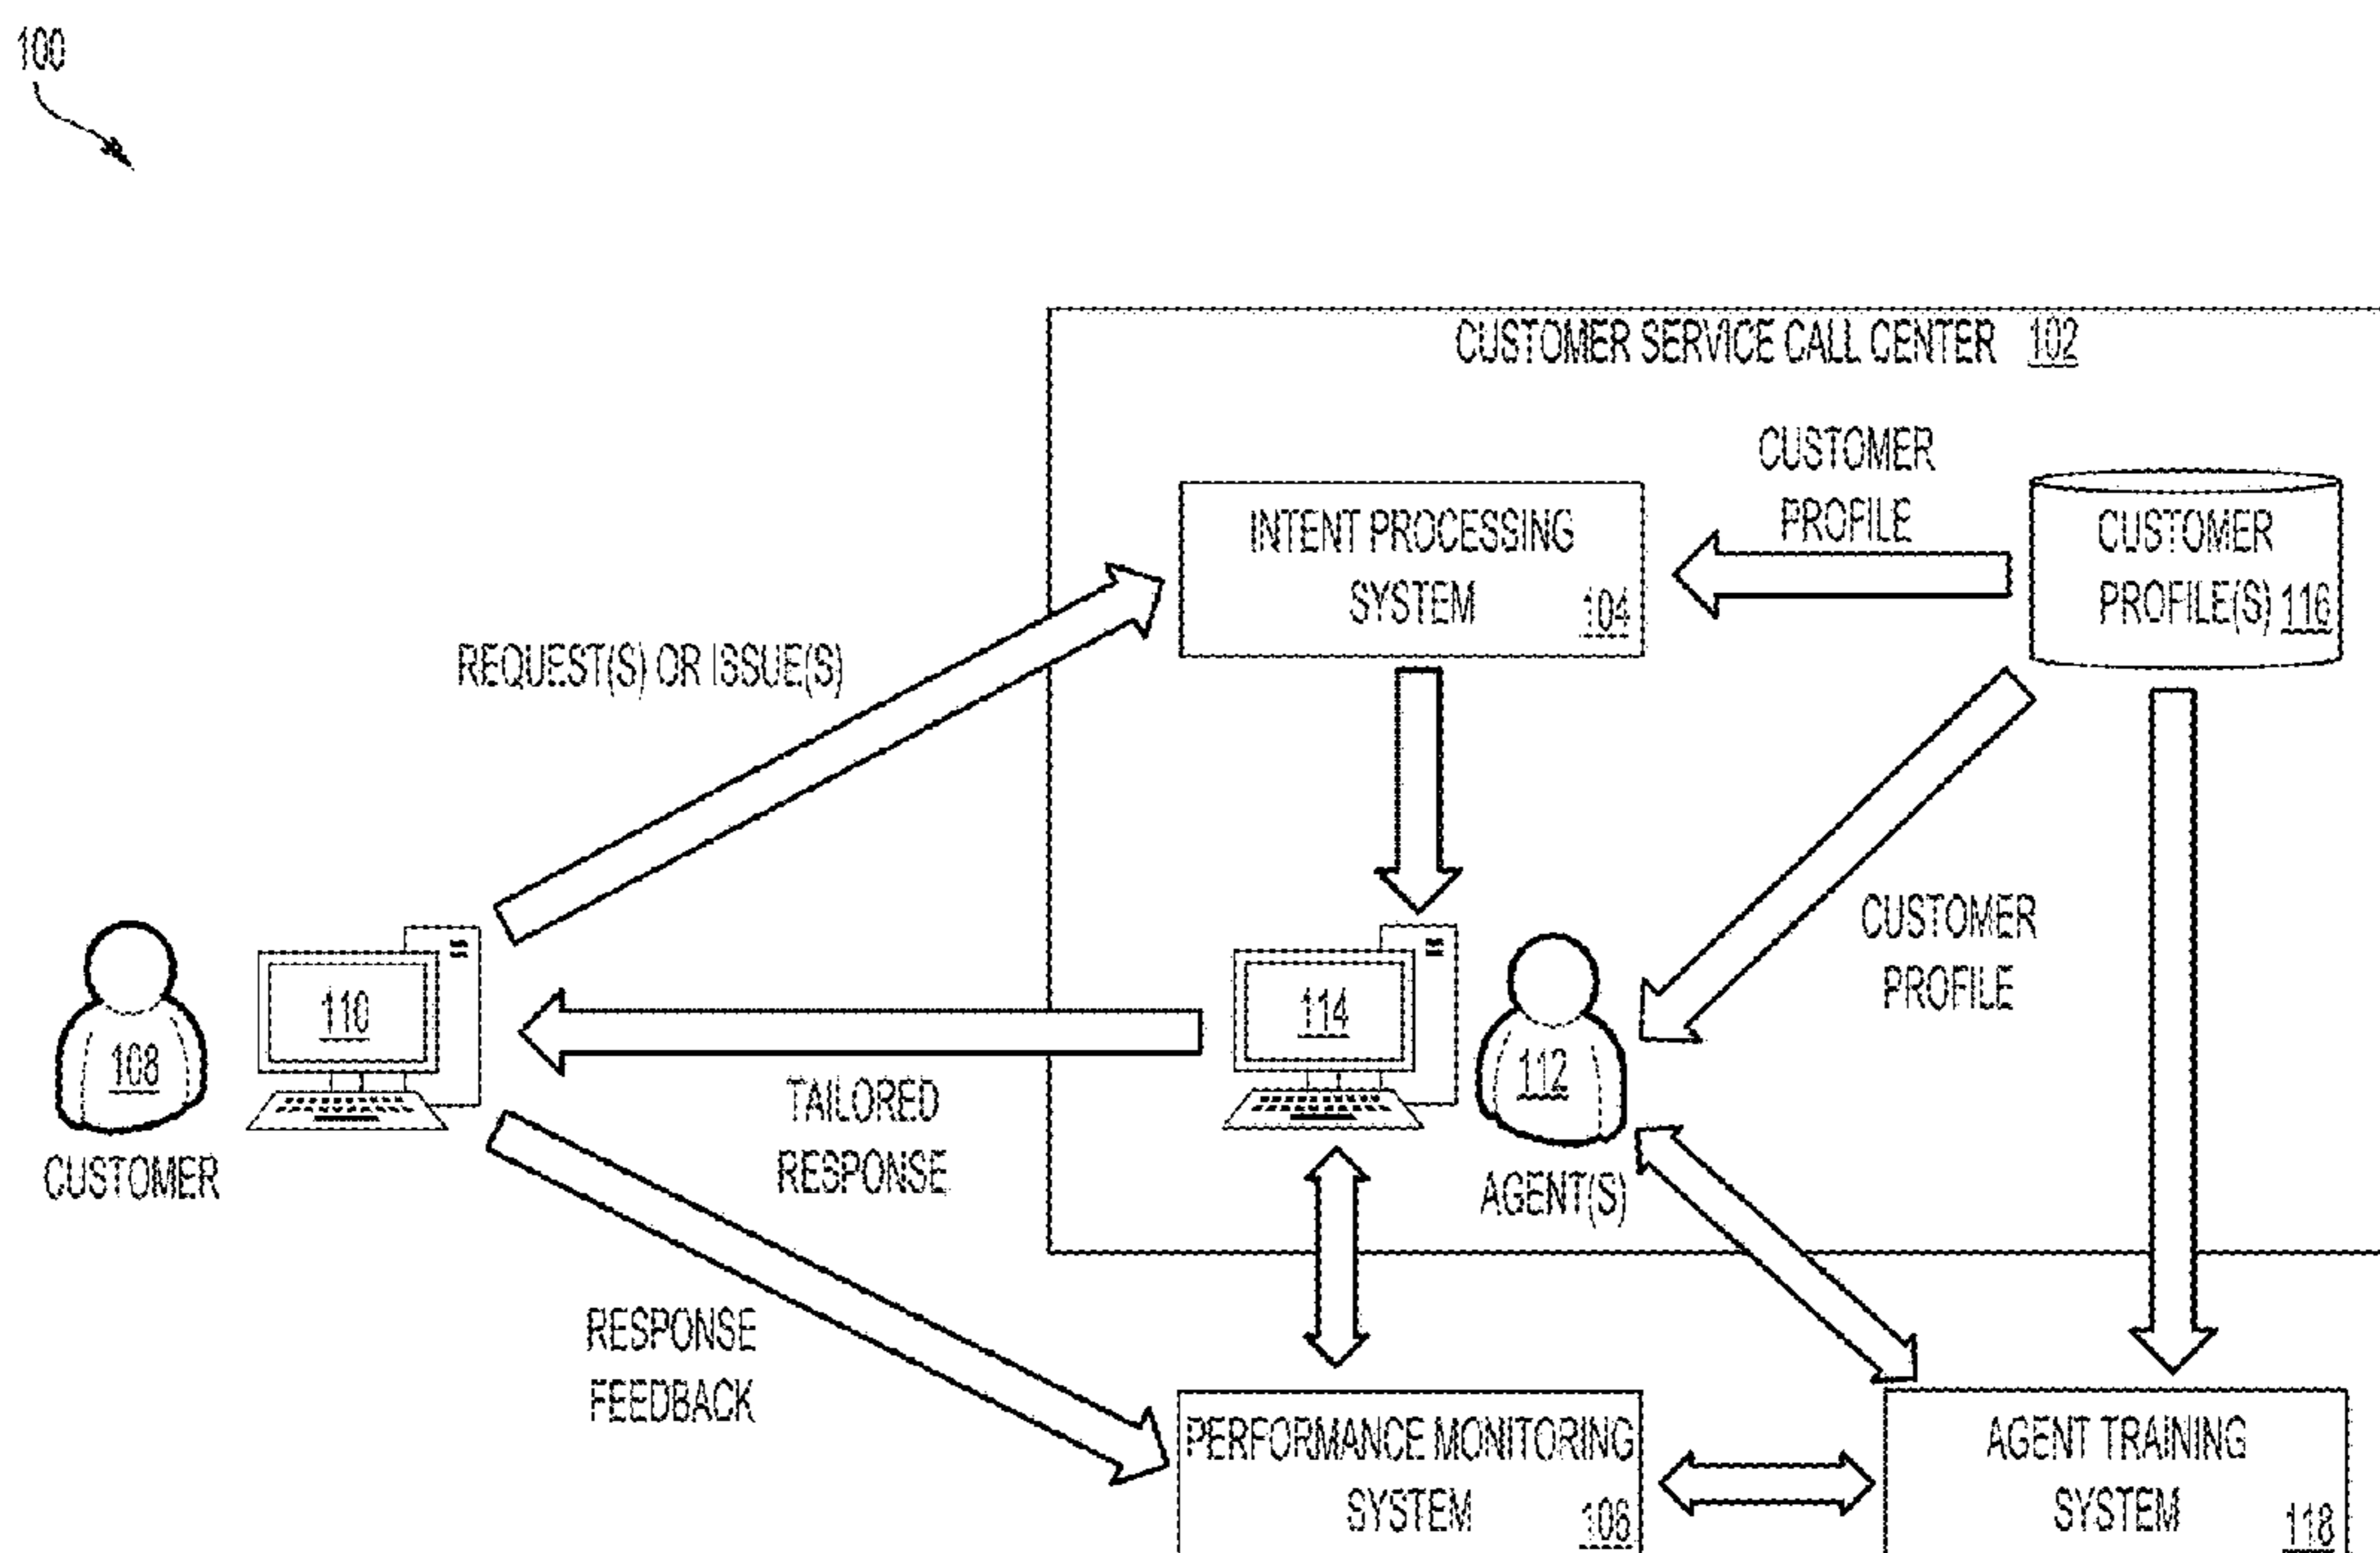 100
CUSTOMER SERVICE CALL CENTER 102
CUSTOMER
PROFILE
INTENT PROCESSING
SYSTEM 104
CUSTOMER
PROFILE(S) 116
REQUEST(S) OR ISSUE(S)
CUSTOMER
PROFILE
110
108
114
112
TAILORED
RESPONSE
CUSTOMER
AGENT(S)
RESPONSE
FEEDBACK
PERFORMANCE MONITORING
SYSTEM 106
AGENT TRAINING
SYSTEM 118